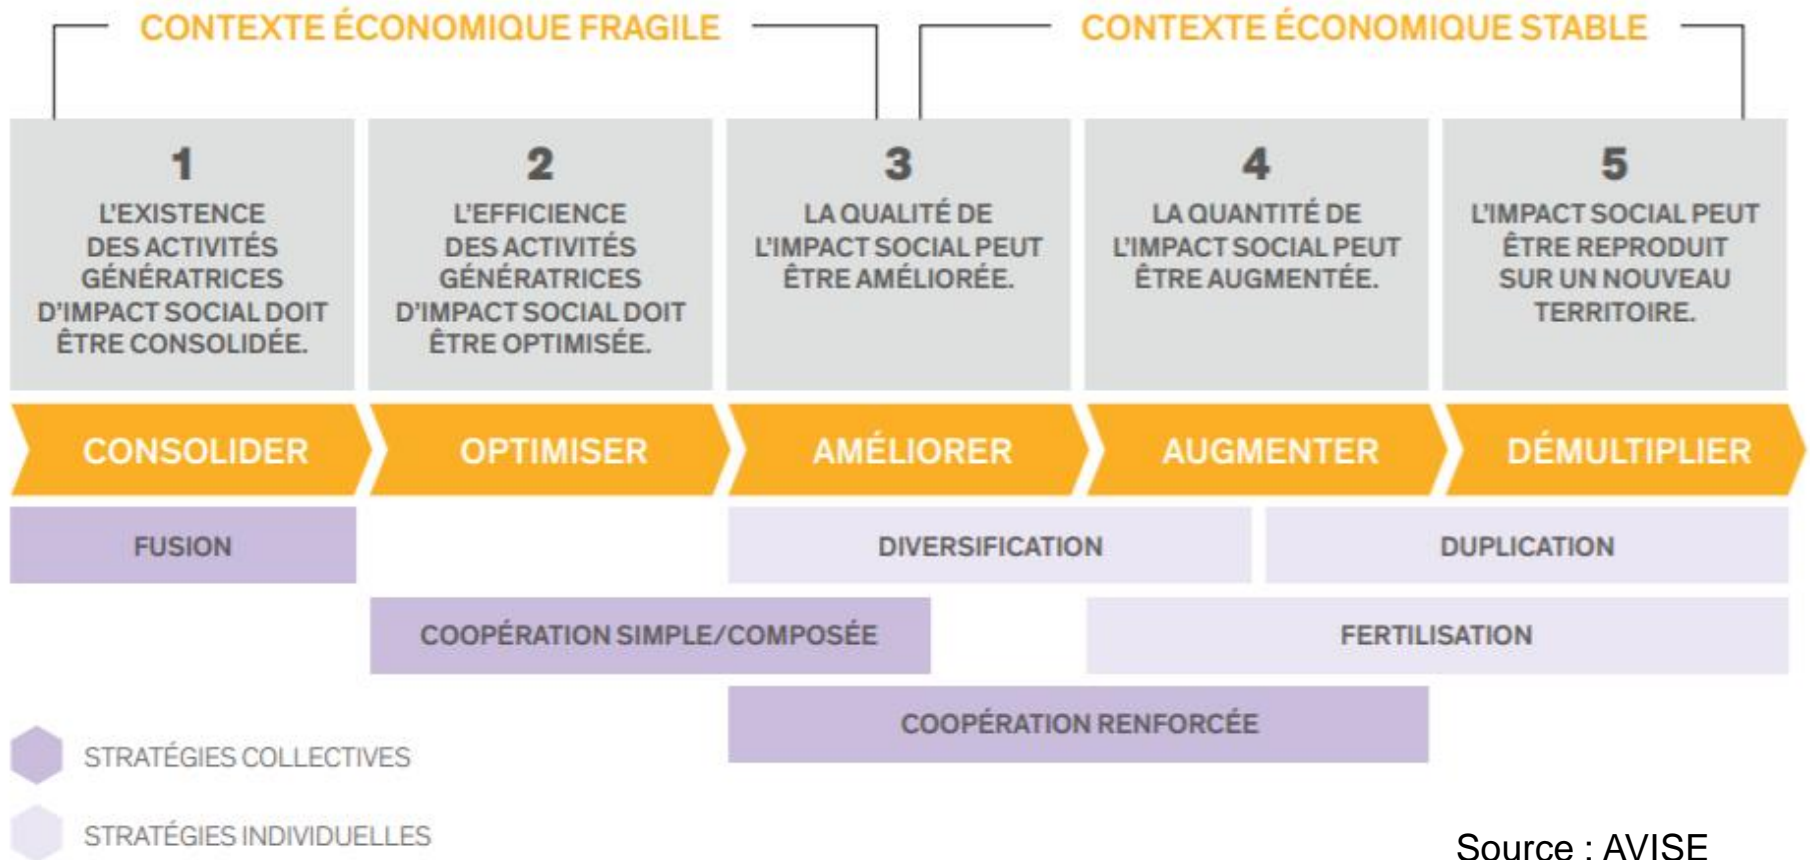 CONTEXTE ÉCONOMIQUE FRAGILE
CONTEXTE ÉCONOMIQUE STABLE
1
L'EXISTENCE
DES ACTIVITÉS
GÉNÉRATRICES
D'IMPACT SOCIAL DOIT
ÊTRE CONSOLIDÉE.
2
L'EFFICIENCE
DES ACTIVITÉS
GÉNÉRATRICES
D'IMPACT SOCIAL DOIT
ÊTRE OPTIMISÉE.
3
LA QUALITÉ DE
L'IMPACT SOCIAL PEUT
ÊTRE AMÉLIORÉE.
4
LA QUANTITÉ DE
L'IMPACT SOCIAL PEUT
ÊTRE AUGMENTÉE.
5
L'IMPACT SOCIAL PEUT
ÊTRE REPRODUIT
SUR UN NOUVEAU
TERRITOIRE.
CONSOLIDER
OPTIMISER
AMÉLIORER
AUGMENTER
DÉMULTIPLIER
FUSION
DIVERSIFICATION
DUPLICATION
COOPÉRATION SIMPLE/COMPOSÉE
FERTILISATION
COOPÉRATION RENFORCÉE
STRATÉGIES COLLECTIVES
STRATÉGIES INDIVIDUELLES
Source : AVISE